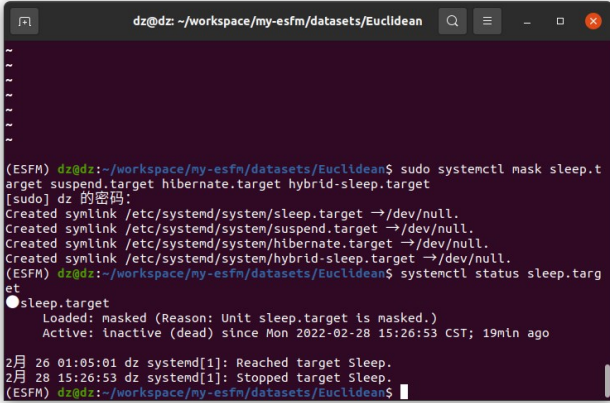 dz@dz: ~/workspace/my-esfm/datasets/Euclidean
~
~
~
~
~
~
~
(ESFM) dz@dz:~/workspace/my-esfm/datasets/Euclidean$ sudo systemctl mask sleep.t
arget suspend.target hibernate.target hybrid-sleep.target
[sudo] dz 的密码：
Created symlink /etc/systemd/system/sleep.target →/dev/null.
Created symlink /etc/systemd/system/suspend.target →/dev/null.
Created symlink /etc/systemd/system/hibernate.target →/dev/null.
Created symlink /etc/systemd/system/hybrid-sleep.target →/dev/null.
(ESFM) dz@dz:~/workspace/my-esfm/datasets/Euclidean$ systemctl status sleep.targ
et
●sleep.target
Loaded: masked (Reason: Unit sleep.target is masked.)
Active: inactive (dead) since Mon 2022-02-28 15:26:53 CST; 19min ago
2月 26 01:05:01 dz systemd[1]: Reached target Sleep.
2月 28 15:26:53 dz systemd[1]: Stopped target Sleep.
(ESFM) dz@dz:~/workspace/my-esfm/datasets/Euclidean$